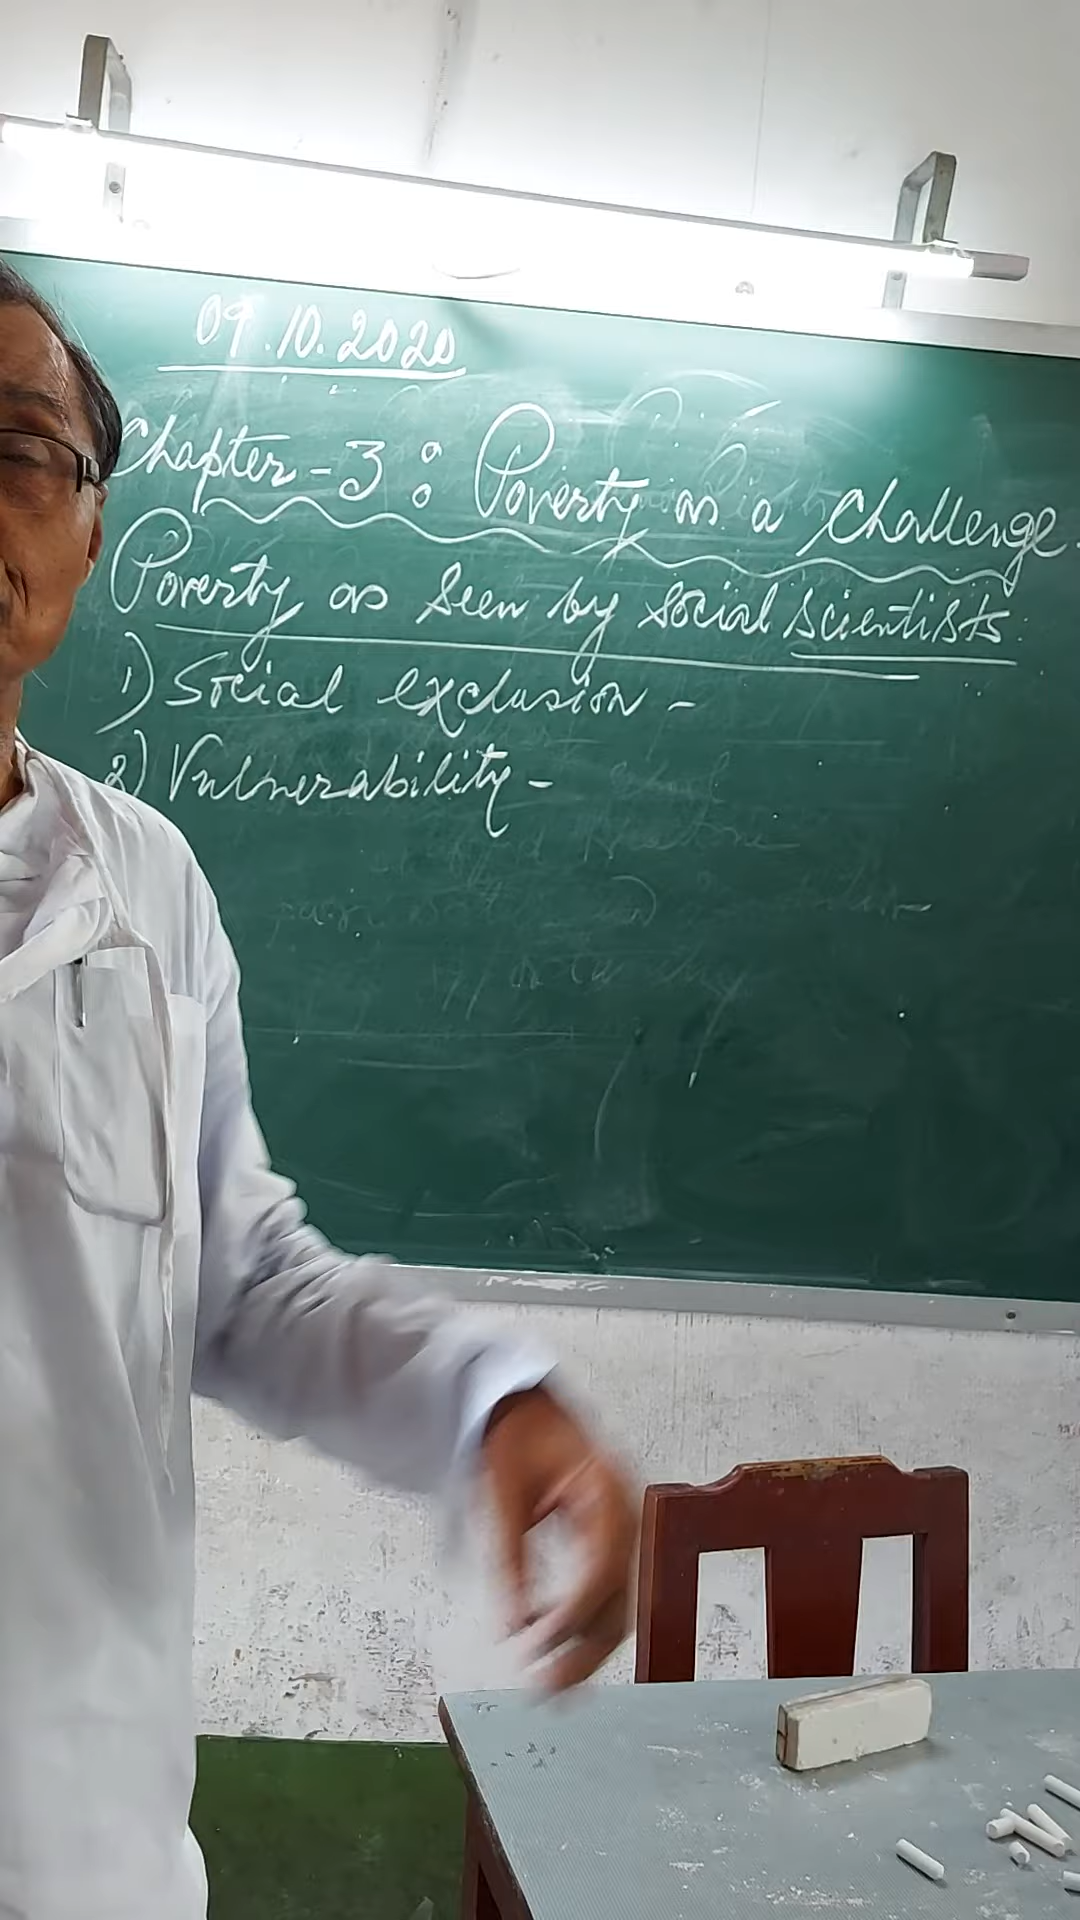 09.10.2020
Chapter-3: Poverty as a challenge.
Poverty as seen by social scientists:
1) Social exclusion -
2) Vulnerability -